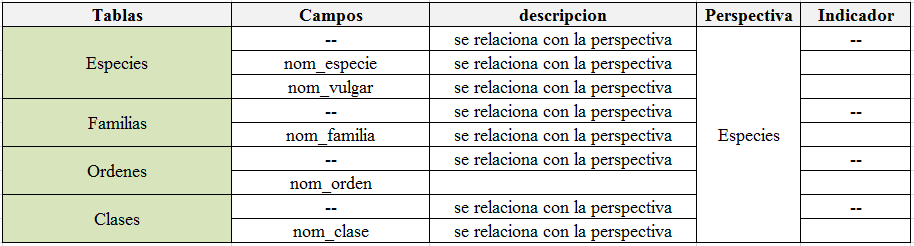 Tablas Campos descripcion Perspectiva Indicador
Especies -- se relaciona con la perspectiva Especies --
nom_especie se relaciona con la perspectiva
nom_vulgar se relaciona con la perspectiva
Familias -- se relaciona con la perspectiva --
nom_familia se relaciona con la perspectiva
Ordenes -- se relaciona con la perspectiva --
nom_orden
Clases -- se relaciona con la perspectiva --
nom_clase se relaciona con la perspectiva